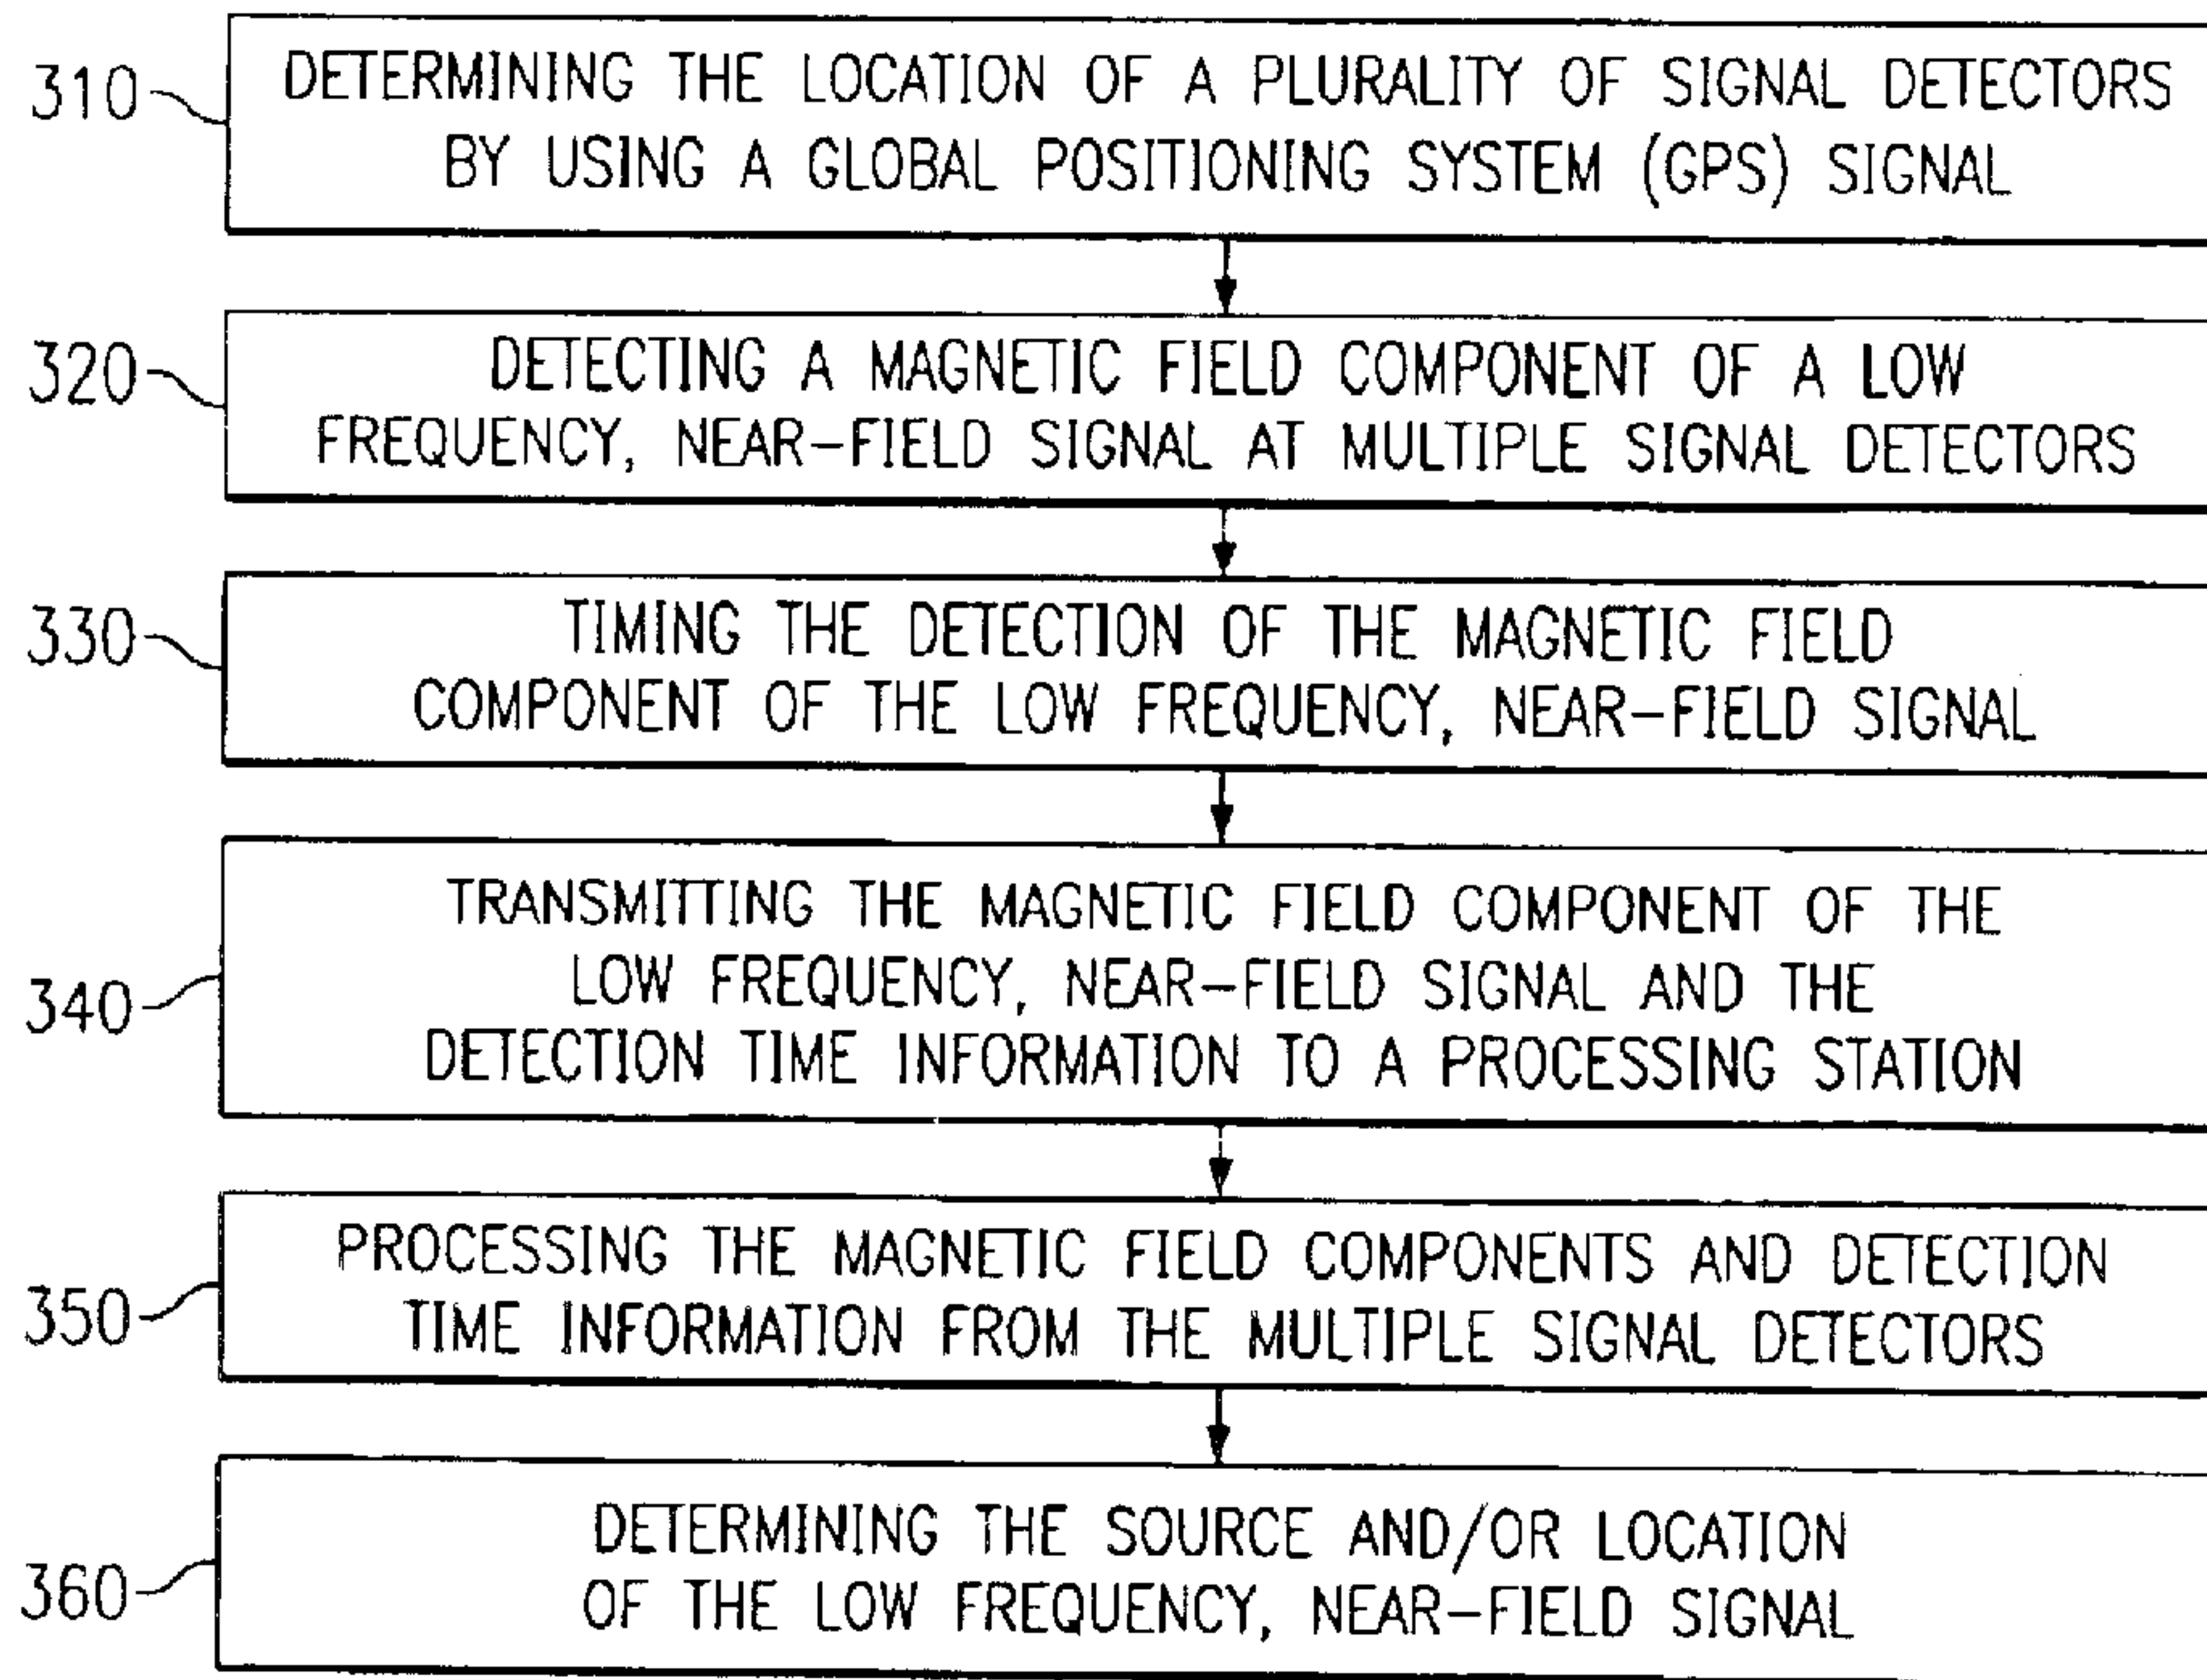 310
DETERMINING THE LOCATION OF A PLURALITY OF SIGNAL DETECTORS
BY USING A GLOBAL POSITIONING SYSTEM (GPS) SIGNAL
320
DETECTING A MAGNETIC FIELD COMPONENT OF A LOW
FREQUENCY, NEAR-FIELD SIGNAL AT MULTIPLE SIGNAL DETECTORS
330
TIMING THE DETECTION OF THE MAGNETIC FIELD
COMPONENT OF THE LOW FREQUENCY, NEAR-FIELD SIGNAL
340
TRANSMITTING THE MAGNETIC FIELD COMPONENT OF THE
LOW FREQUENCY, NEAR-FIELD SIGNAL AND THE
DETECTION TIME INFORMATION TO A PROCESSING STATION
350
PROCESSING THE MAGNETIC FIELD COMPONENTS AND DETECTION
TIME INFORMATION FROM THE MULTIPLE SIGNAL DETECTORS
360
DETERMINING THE SOURCE AND/OR LOCATION
OF THE LOW FREQUENCY, NEAR-FIELD SIGNAL